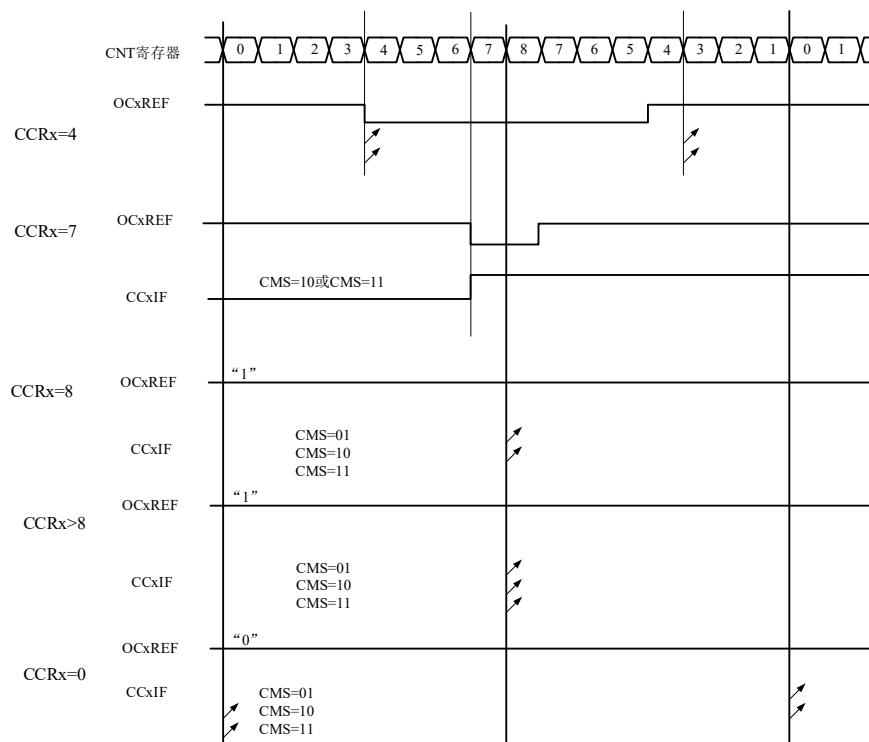 CNT寄存器 0 1 2 3 4 5 6 7 8 7 6 5 4 3 2 1 0 1
OCxREF
CCRx=4
OCxREF
CCRx=7
CMS=10或CMS=11
CCxIF
OCxREF “1”
CCRx=8
CMS=01
CCxIF CMS=10
CMS=11
OCxREF “1”
CCRx>8
CMS=01
CCxIF CMS=10
CMS=11
OCxREF “0”
CCRx=0
CCxIF CMS=01
CMS=10
CMS=11